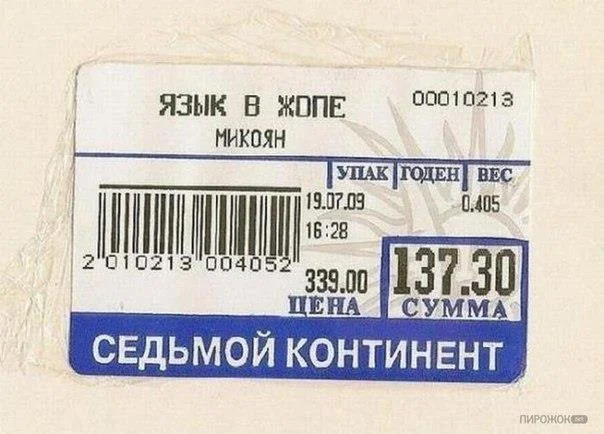 ЯЗЫК В ЖОПЕ
00010213
МИКОЯН
УПАК ГОДЕН ВЕС
19.07.09
0.405
16:28
2 010213 004052
339.00
137.30
ЦЕНА
СУММА
СЕДЬМОЙ КОНТИНЕНТ
ПИРОЖОК